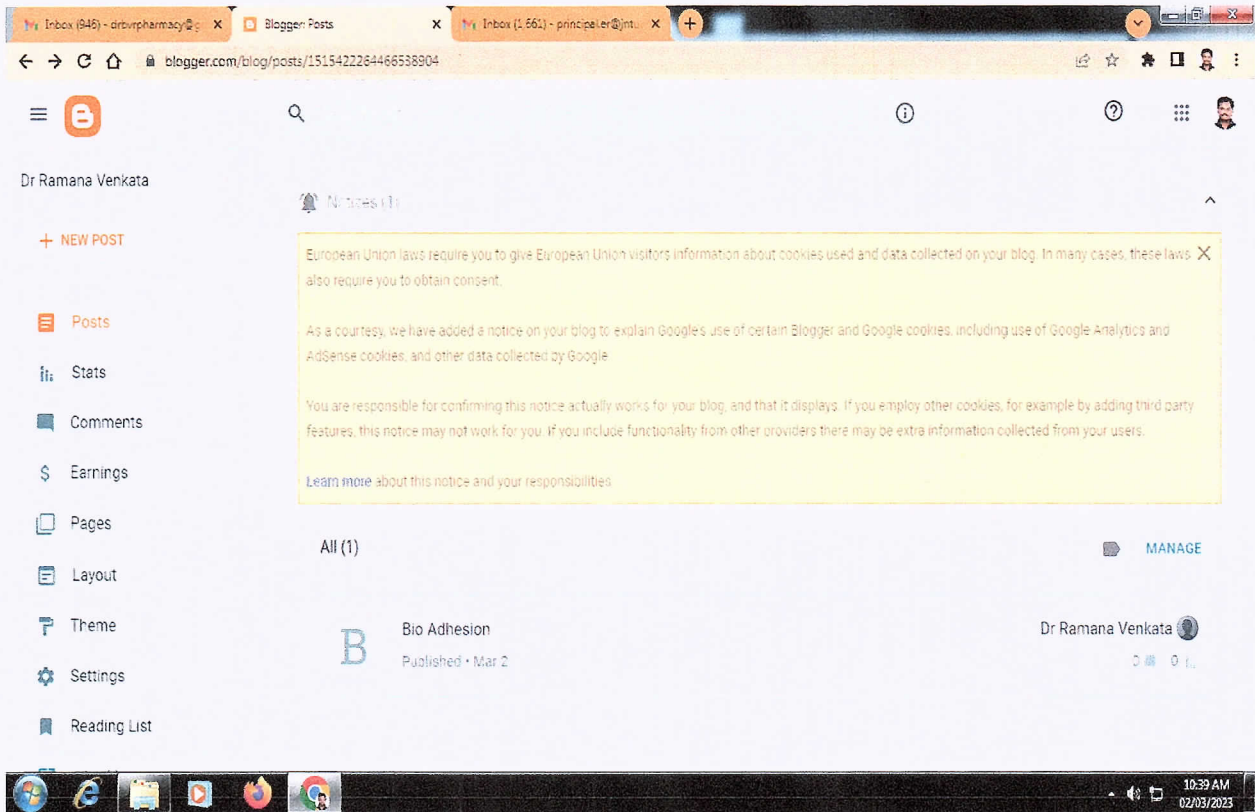 Inbox (946) - drbvrpharmacy@g
Blogger: Posts
Inbox (1,661) - principal.er@jntu
blogger.com/blog/posts/1515422264466538904
Dr Ramana Venkata
Notices (1)
+ NEW POST
European Union laws require you to give European Union visitors information about cookies used and data collected on your blog. In many cases, these laws
also require you to obtain consent.
Posts
As a courtesy, we have added a notice on your blog to explain Google's use of certain Blogger and Google cookies, including use of Google Analytics and
AdSense cookies, and other data collected by Google
Stats
You are responsible for confirming this notice actually works for your blog, and that it displays. If you employ other cookies, for example by adding third party
features, this notice may not work for you. If you include functionality from other providers there may be extra information collected from your users.
Comments
Earnings
Learn more about this notice and your responsibilities
Pages
All (1)
MANAGE
Layout
Theme
Bio Adhesion
Dr Ramana Venkata
Published • Mar 2
0 0
Settings
Reading List
10:39 AM
02/03/2023